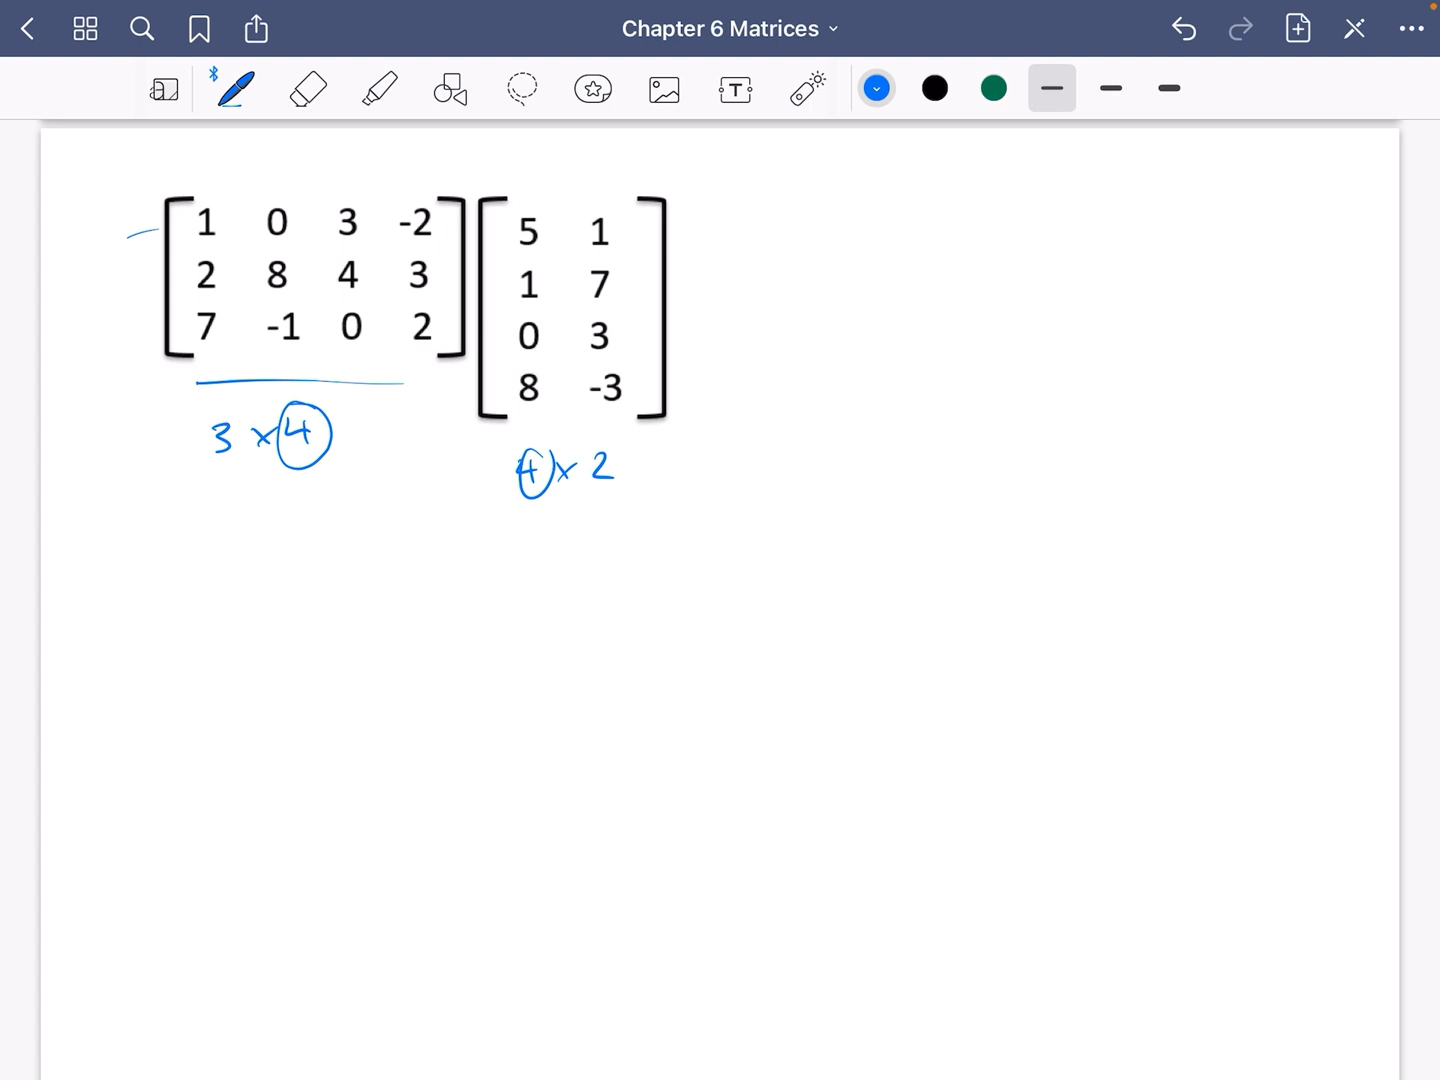 Chapter 6 Matrices
1 0 3 -2
2 8 4 3
7 -1 0 2
5 1
1 7
0 3
8 -3
3 × 4
4 × 2